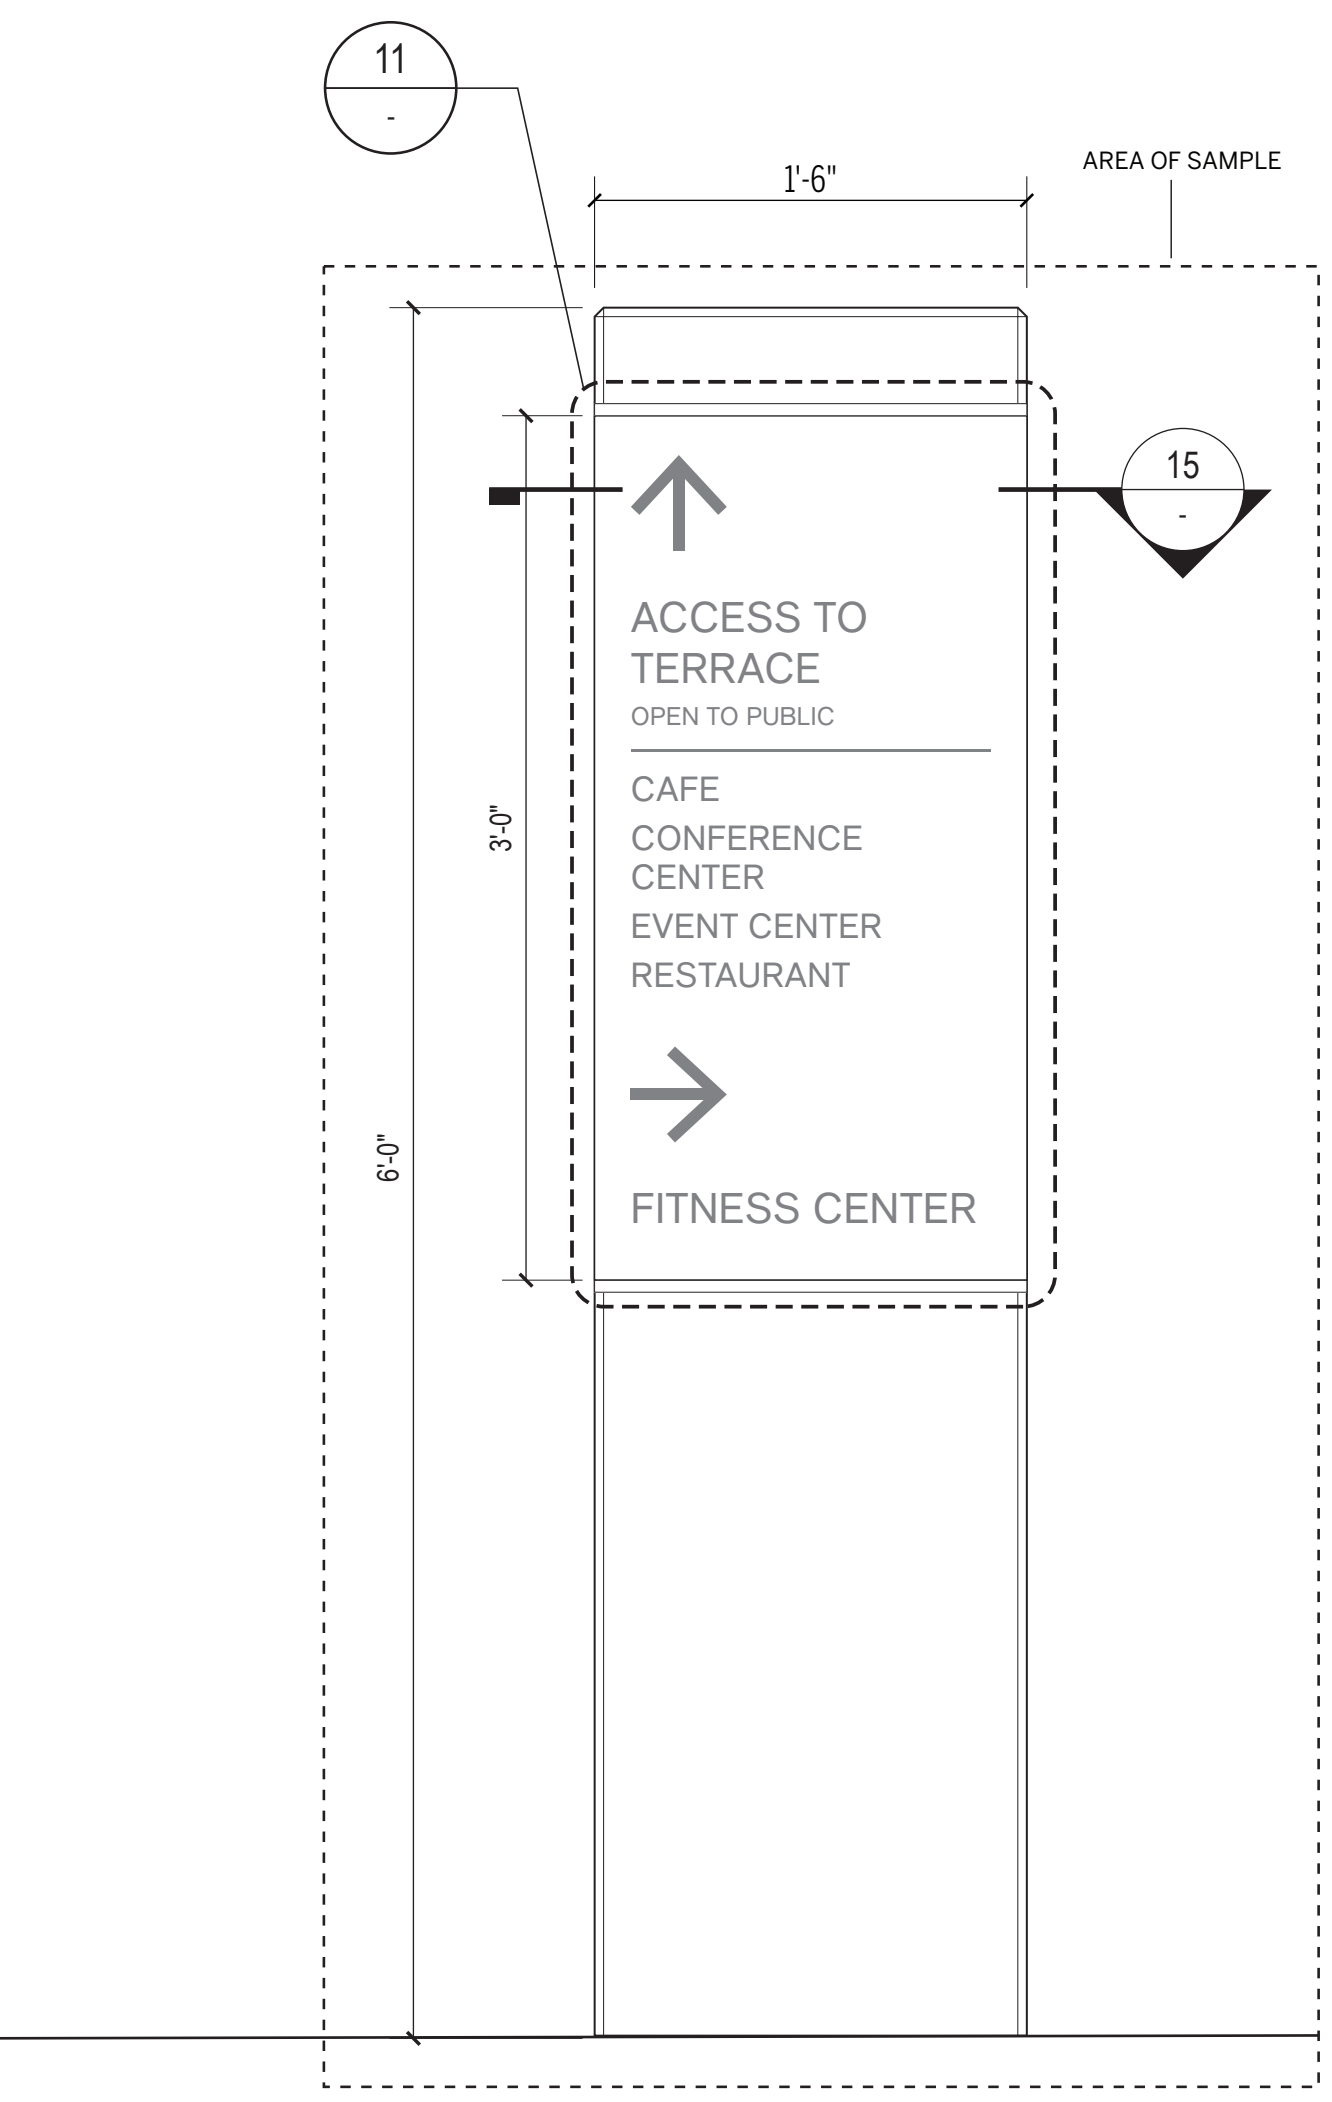 11
-
1'-6"
AREA OF SAMPLE
15
-
ACCESS TO
TERRACE
OPEN TO PUBLIC
CAFE
CONFERENCE
CENTER
EVENT CENTER
RESTAURANT
3'-0"
6'-0"
FITNESS CENTER